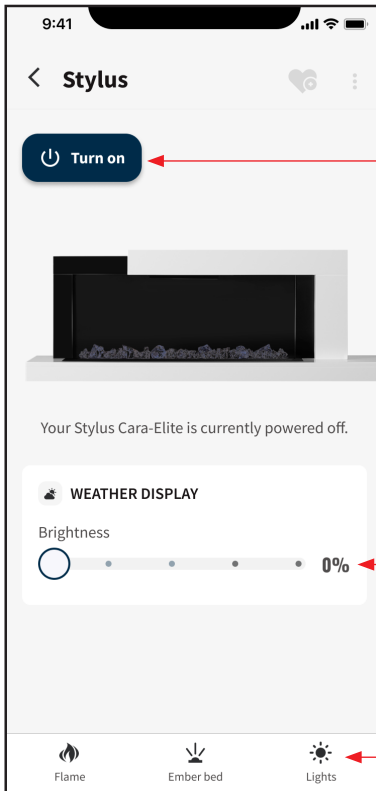 9:41
Stylus
Turn on
Your Stylus Cara-Elite is currently powered off.
WEATHER DISPLAY
Brightness
0%
Flame Ember bed Lights